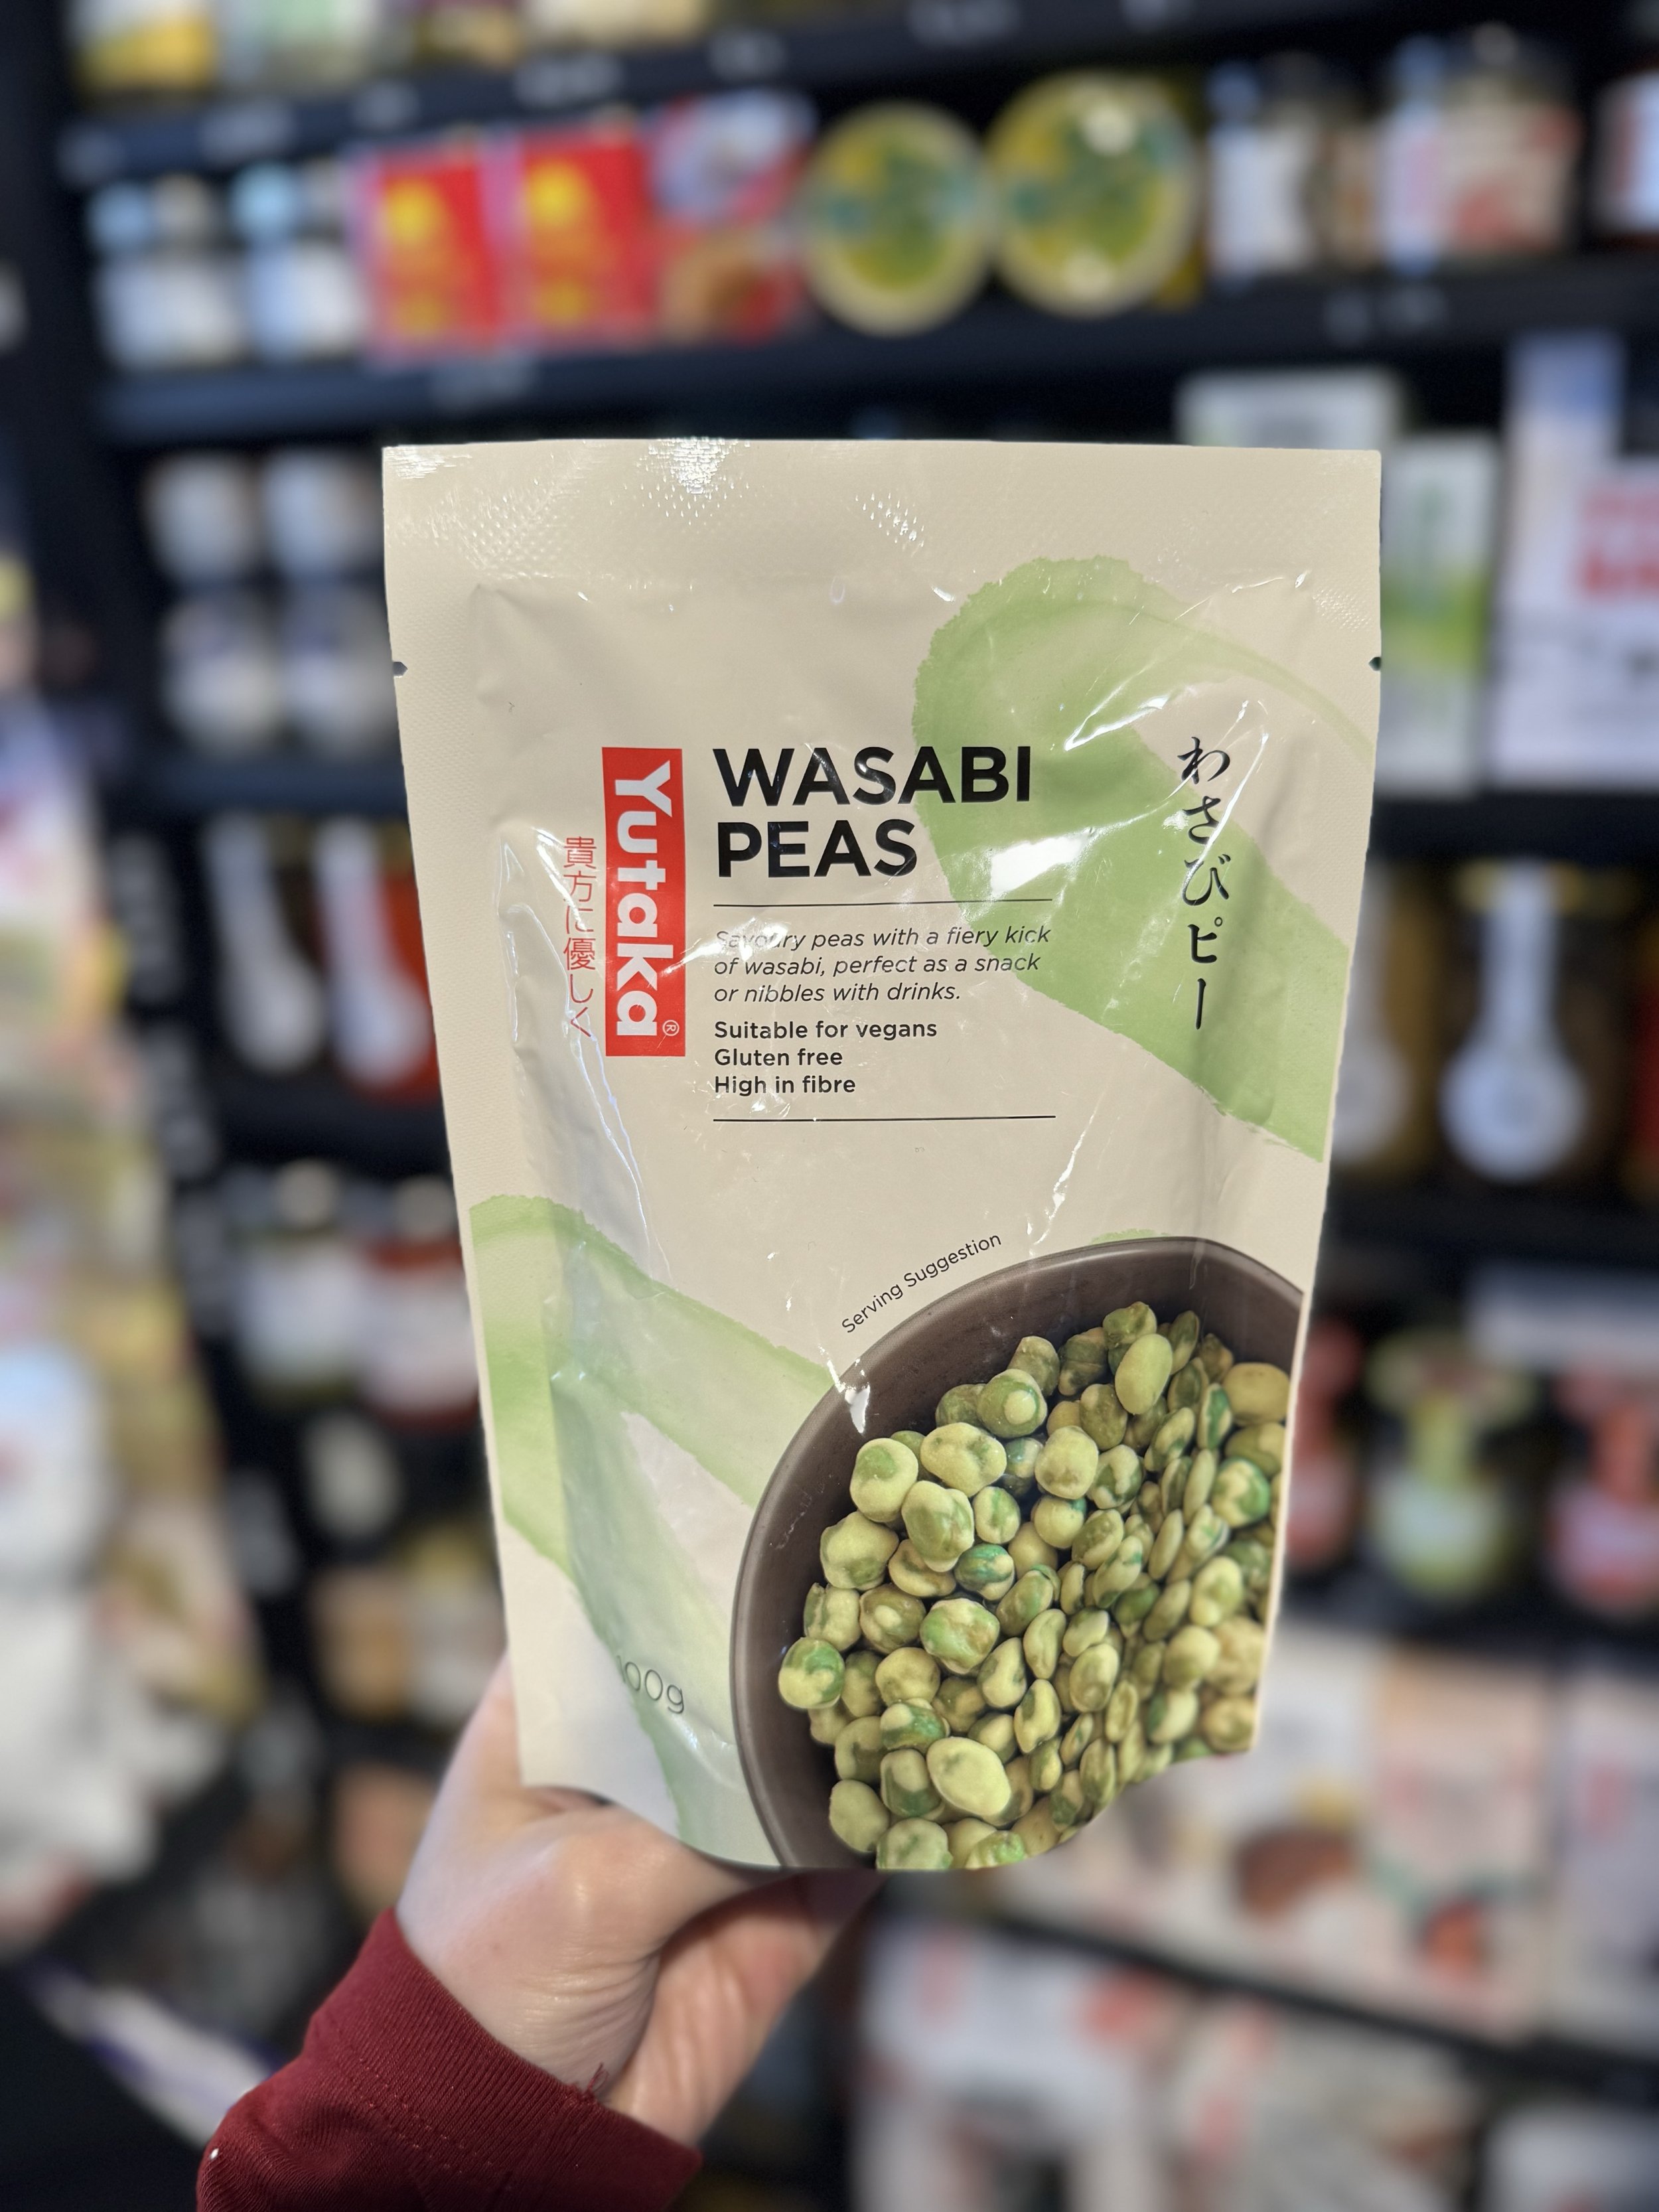 貴方に優しく
Yutaka®
WASABI
PEAS
Savoury peas with a fiery kick
of wasabi, perfect as a snack
or nibbles with drinks.
Suitable for vegans
Gluten free
High in fibre
わさびピー
Serving Suggestion
100g